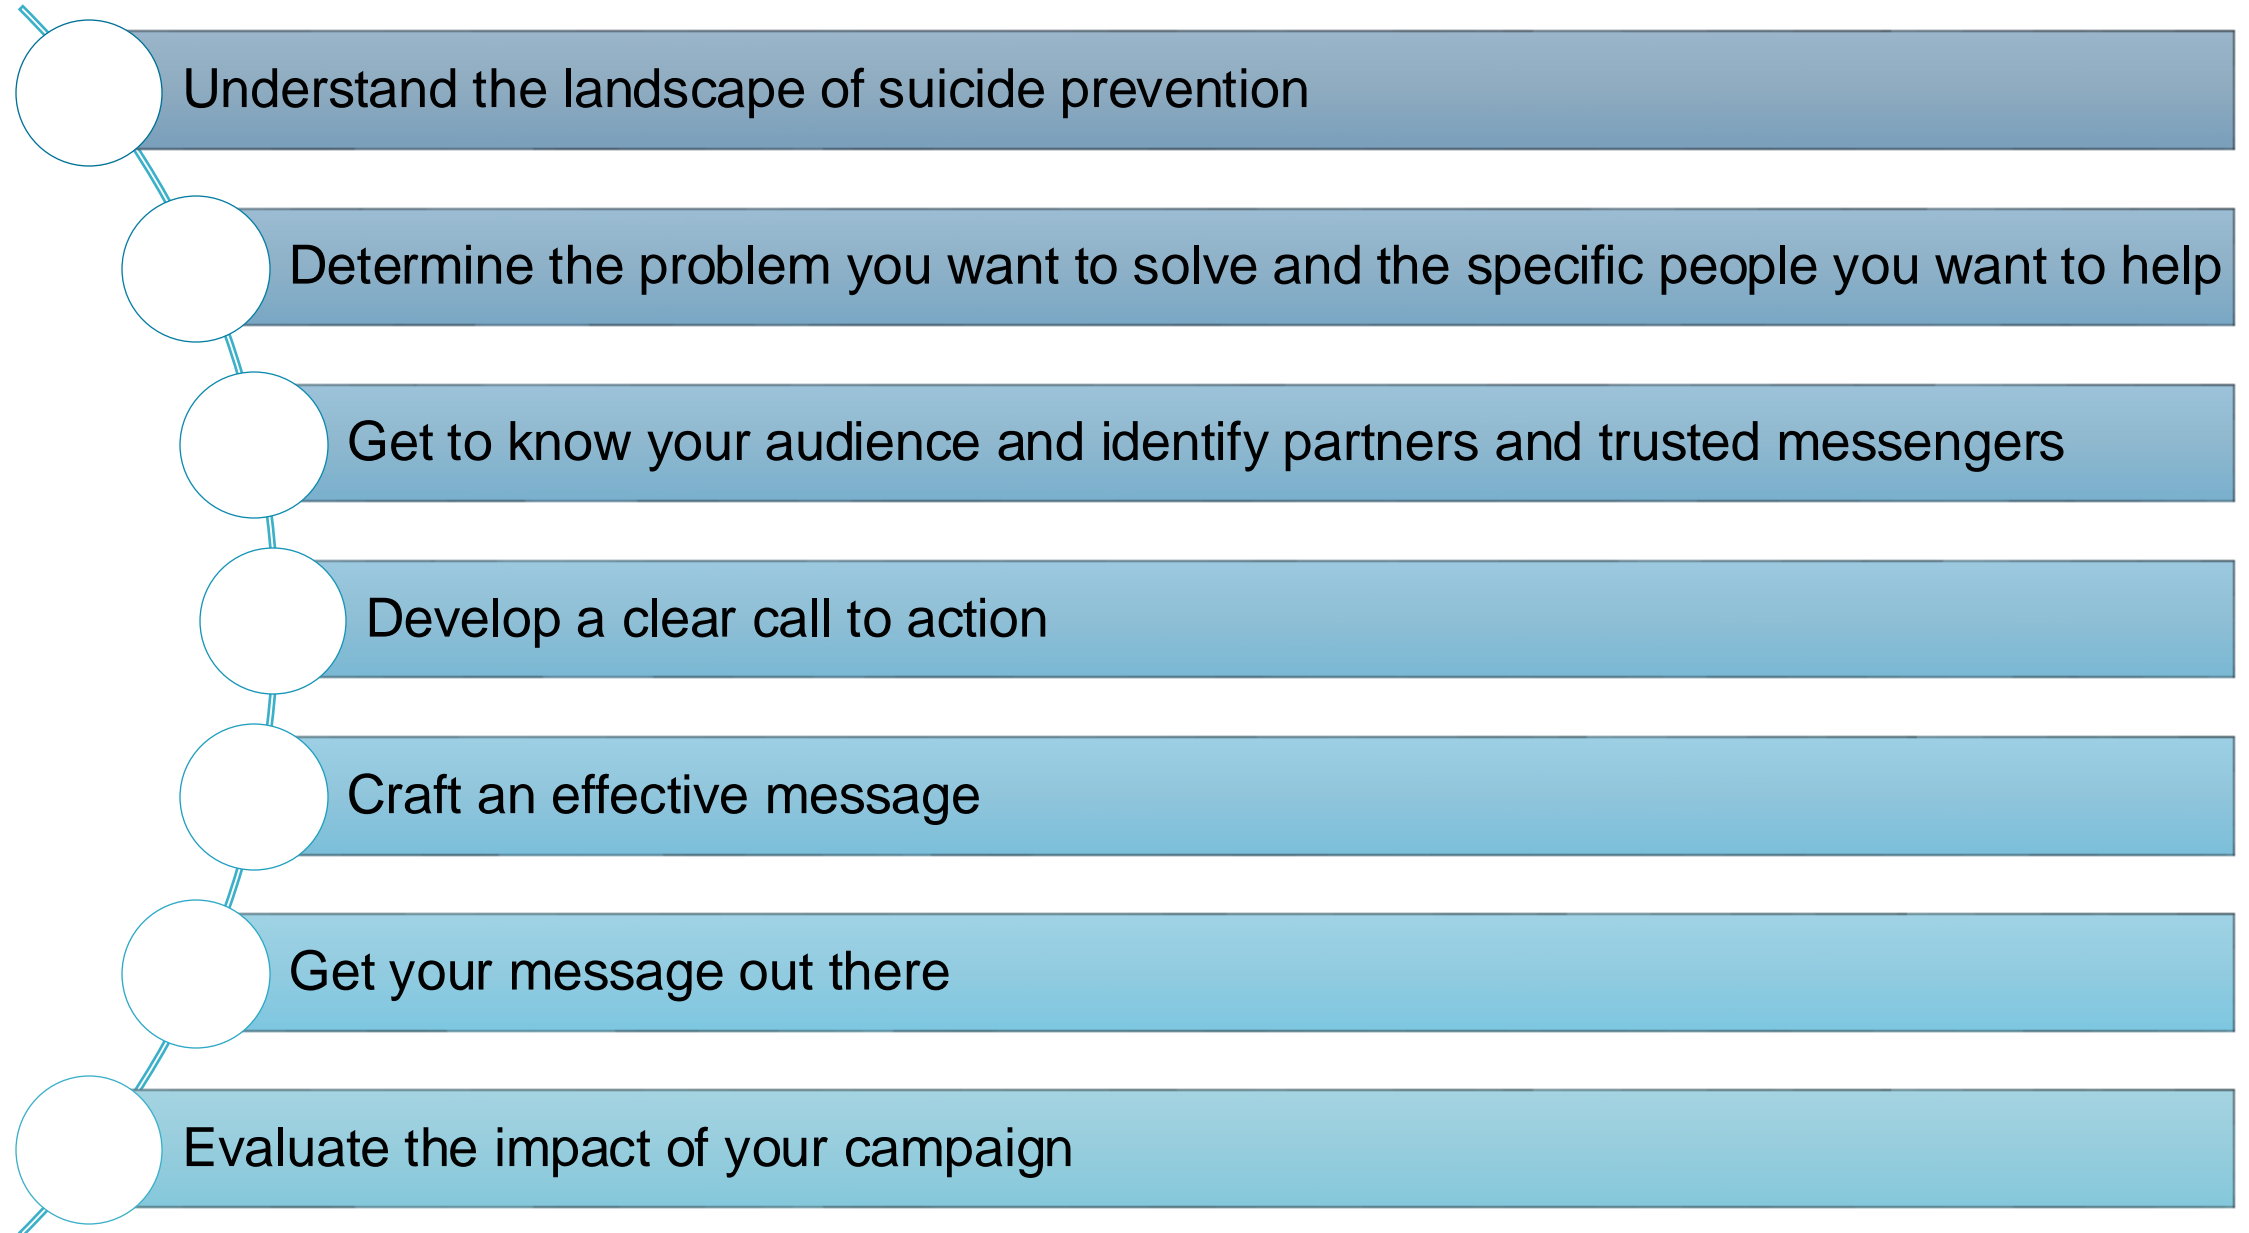 Understand the landscape of suicide prevention
Determine the problem you want to solve and the specific people you want to help
Get to know your audience and identify partners and trusted messengers
Develop a clear call to action
Craft an effective message
Get your message out there
Evaluate the impact of your campaign